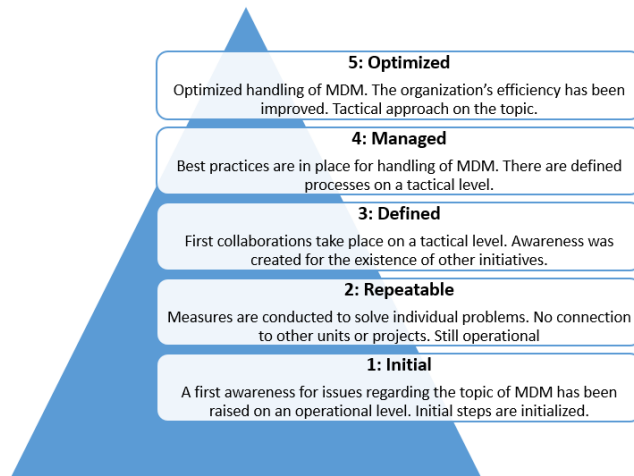 5: Optimized
Optimized handling of MDM. The organization's efficiency has been
improved. Tactical approach on the topic.
4: Managed
Best practices are in place for handling of MDM. There are defined
processes on a tactical level.
3: Defined
First collaborations take place on a tactical level. Awareness was
created for the existence of other initiatives.
2: Repeatable
Measures are conducted to solve individual problems. No connection
to other units or projects. Still operational
1: Initial
A first awareness for issues regarding the topic of MDM has been
raised on an operational level. Initial steps are initialized.